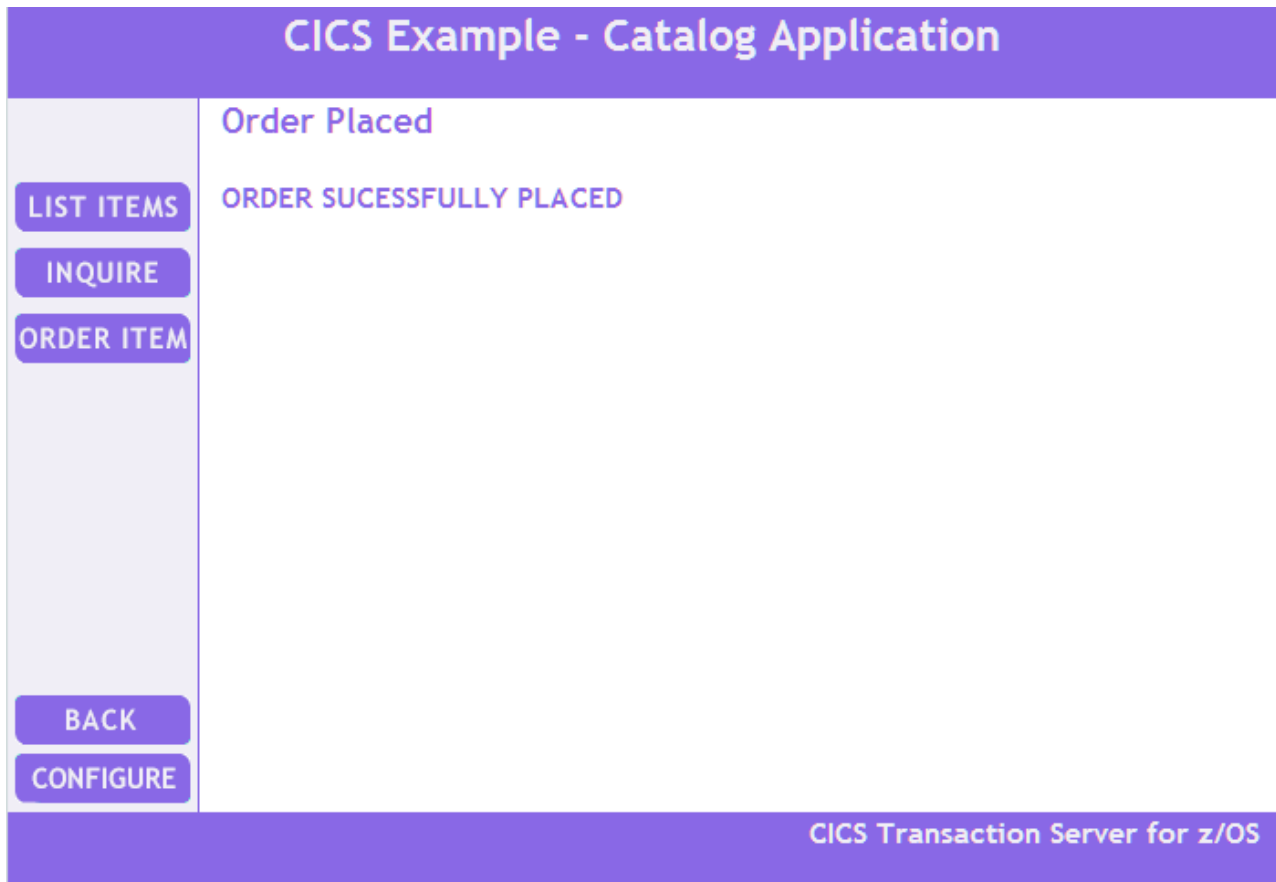 CICS Example - Catalog Application
Order Placed
ORDER SUCESSFULLY PLACED
LIST ITEMS
INQUIRE
ORDER ITEM
BACK
CONFIGURE
CICS Transaction Server for z/OS